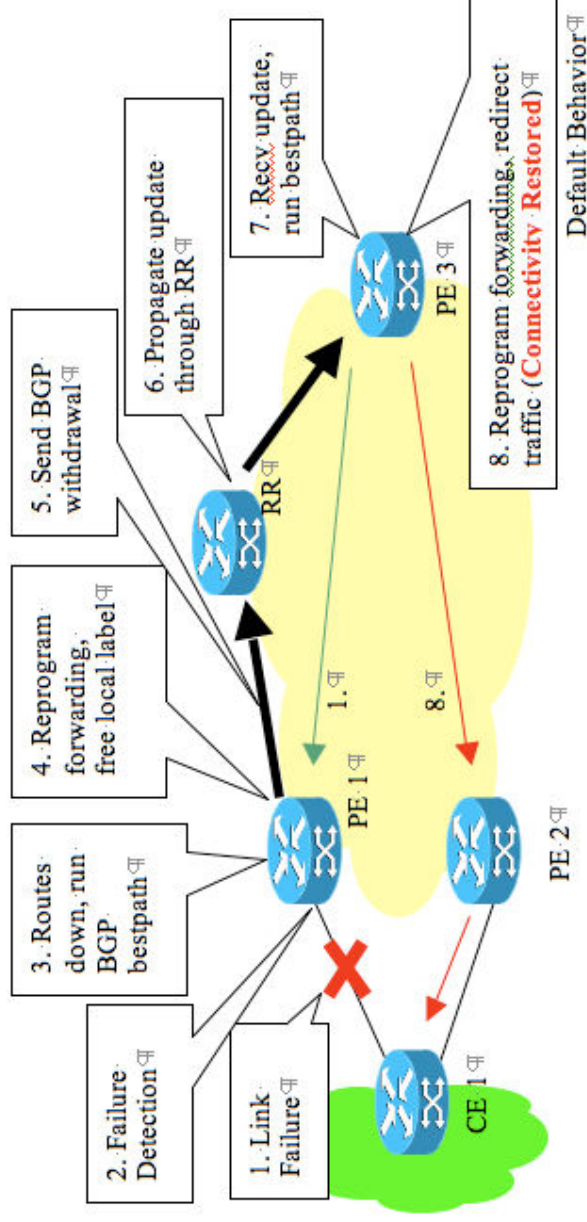 1. Link
Failure
2. Failure
Detection
3. Routes
down, run
BGP
bestpath
4. Reprogram
forwarding,
free local label
5. Send BGP
withdrawal
6. Propagate update
through RR
7. Recv update,
run bestpath
8. Reprogram forwarding, redirect
traffic (Connectivity Restored)
Default Behavior
RR
PE 1
PE 3
1.
8.
CE 1
PE 2